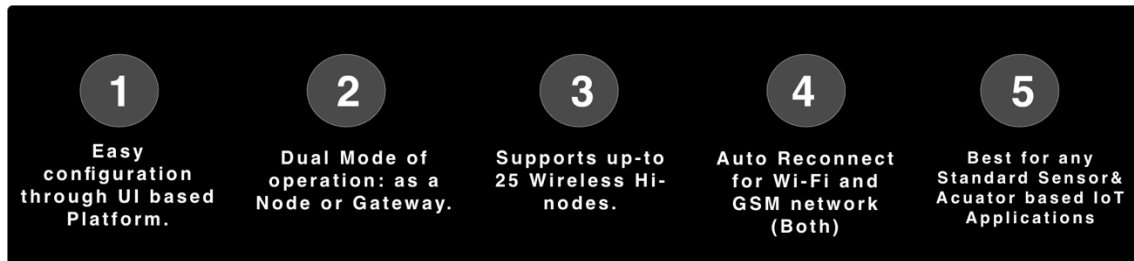 1
Easy
configuration
through UI based
Platform.
2
Dual Mode of
operation: as a
Node or Gateway.
3
Supports up-to
25 Wireless Hi-
nodes.
4
Auto Reconnect
for Wi-Fi and
GSM network
(Both)
5
Best for any
Standard Sensor&
Acuator based IoT
Applications